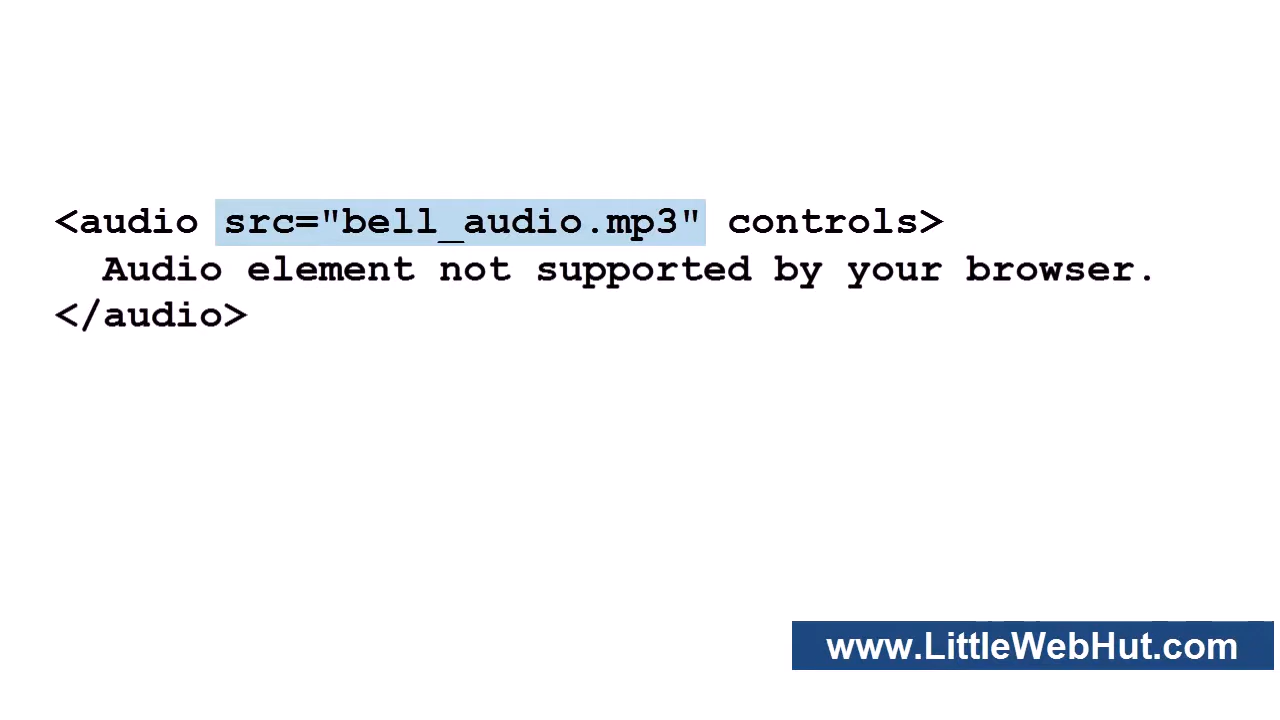 <audio src="bell_audio.mp3" controls>
Audio element not supported by your browser.
</audio>
www.LittleWebHut.com